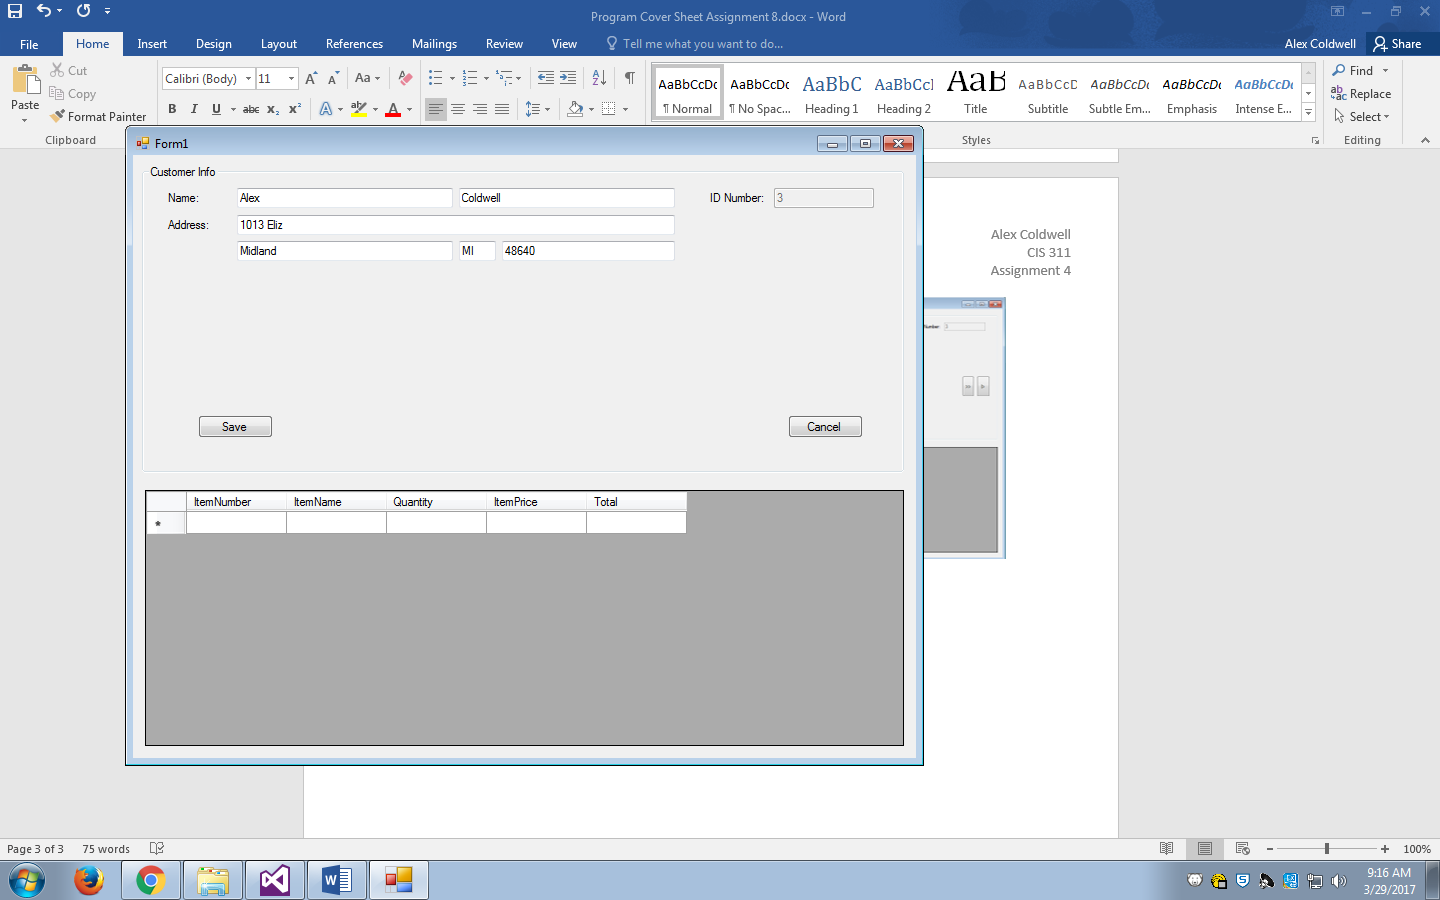 Program Cover Sheet Assignment 8.docx - Word
File Home Insert Design Layout References Mailings Review View Tell me what you want to do... Alex Coldwell Share
Paste
Cut
Copy
Format Painter
Clipboard
Calibri (Body) 11
B I U abc x₂ x²
AaBbCcDc AaBbCcDc AaBbC AaBbCcI AaB AaBbCcD AaBbCcDc AaBbCcDc AaBbCcDc
¶ Normal ¶ No Spac... Heading 1 Heading 2 Title Subtitle Subtle Em... Emphasis Intense E...
Styles
Find
Replace
Select
Editing
Form1
Customer Info
Name: Alex Coldwell ID Number: 3
Address: 1013 Eliz
Midland MI 48640
Save Cancel
ItemNumber ItemName Quantity ItemPrice Total
*
Alex Coldwell
CIS 311
Assignment 4
Page 3 of 3 75 words 100%
9:16 AM
3/29/2017